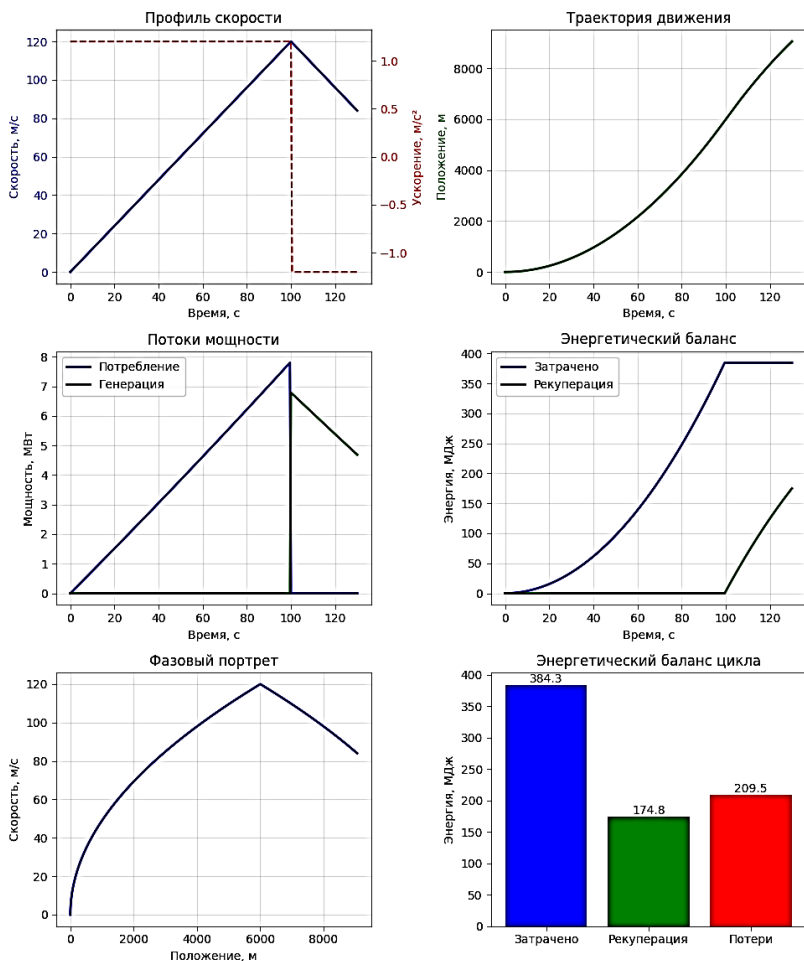 Профиль скорости
120
100
80
60
40
20
0
Скорость, м/с
1.0
0.5
0.0
−0.5
−1.0
Ускорение, м/с²
0 20 40 60 80 100 120
Время, с
Траектория движения
8000
6000
4000
2000
0
Положение, м
0 20 40 60 80 100 120
Время, с
Потоки мощности
8
7
6
5
4
3
2
1
0
Мощность, МВт
Потребление
Генерация
0 20 40 60 80 100 120
Время, с
Энергетический баланс
400
350
300
250
200
150
100
50
0
Энергия, МДж
Затрачено
Рекуперация
0 20 40 60 80 100 120
Время, с
Фазовый портрет
120
100
80
60
40
20
0
Скорость, м/с
0 2000 4000 6000 8000
Положение, м
Энергетический баланс цикла
400
350
300
250
200
150
100
50
0
Энергия, МДж
384.3
174.8
209.5
Затрачено Рекуперация Потери